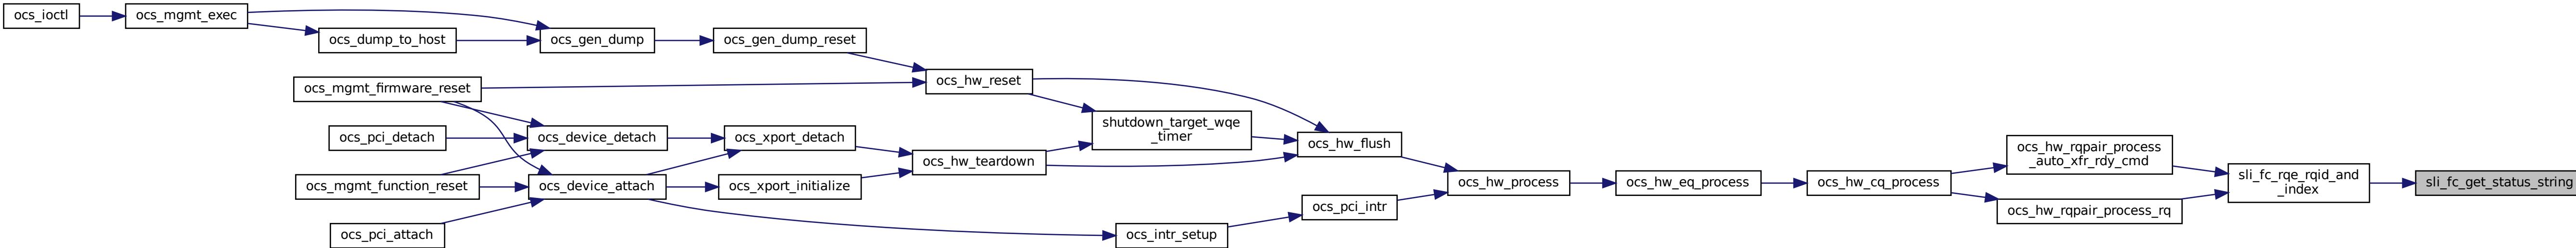 ocs_ioctl
ocs_mgmt_exec
ocs_dump_to_host
ocs_gen_dump
ocs_gen_dump_reset
ocs_mgmt_firmware_reset
ocs_hw_reset
ocs_pci_detach
ocs_device_detach
ocs_xport_detach
shutdown_target_wqe
_timer
ocs_hw_flush
ocs_hw_teardown
ocs_mgmt_function_reset
ocs_device_attach
ocs_xport_initialize
ocs_pci_attach
ocs_intr_setup
ocs_pci_intr
ocs_hw_process
ocs_hw_eq_process
ocs_hw_cq_process
ocs_hw_rqpair_process
_auto_xfr_rdy_cmd
ocs_hw_rqpair_process_rq
sli_fc_rqe_rqid_and
_index
sli_fc_get_status_string